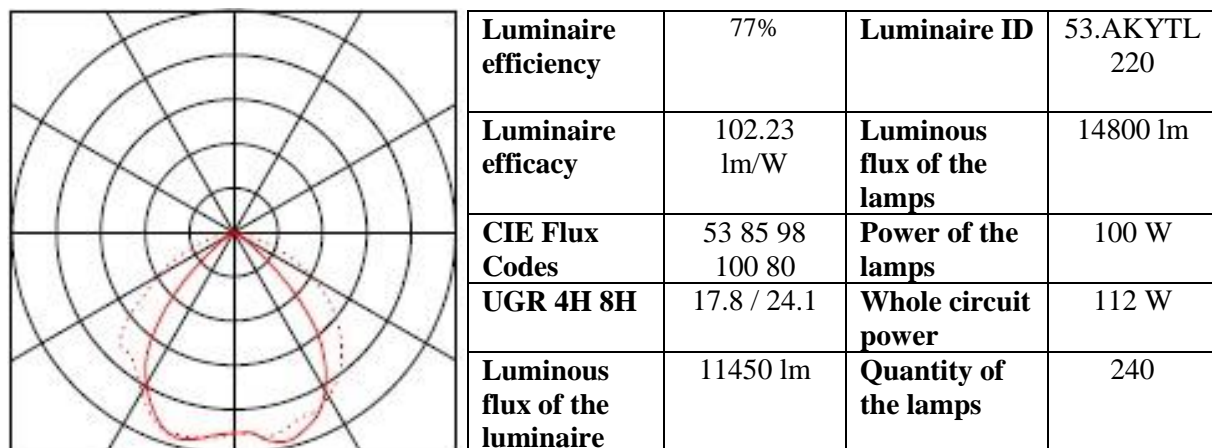 Luminaire efficiency 77% Luminaire ID 53.AKYTL 220
Luminaire efficacy 102.23 lm/W Luminous flux of the lamps 14800 lm
CIE Flux Codes 53 85 98 100 80 Power of the lamps 100 W
UGR 4H 8H 17.8 / 24.1 Whole circuit power 112 W
Luminous flux of the luminaire 11450 lm Quantity of the lamps 240